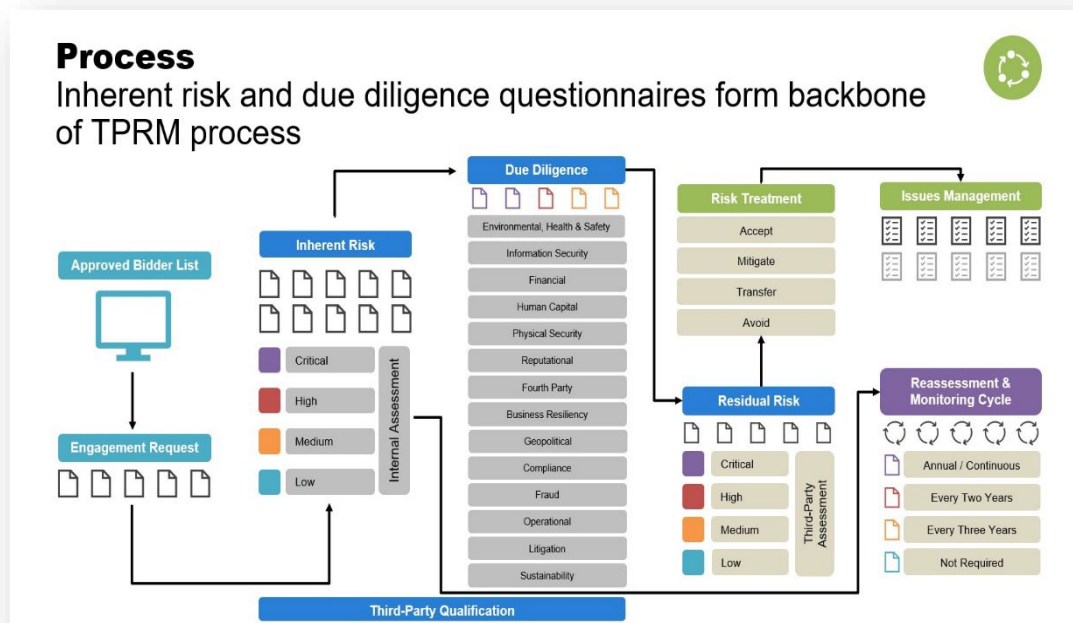 Process
Inherent risk and due diligence questionnaires form backbone
of TPRM process
Approved Bidder List
Engagement Request
Inherent Risk
Critical
High
Medium
Low
Internal Assessment
Due Diligence
Environmental, Health & Safety
Information Security
Financial
Human Capital
Physical Security
Reputational
Fourth Party
Business Resiliency
Geopolitical
Compliance
Fraud
Operational
Litigation
Sustainability
Third-Party Qualification
Risk Treatment
Accept
Mitigate
Transfer
Avoid
Residual Risk
Critical
High
Medium
Low
Third-Party
Assessment
Issues Management
Reassessment &
Monitoring Cycle
Annual / Continuous
Every Two Years
Every Three Years
Not Required